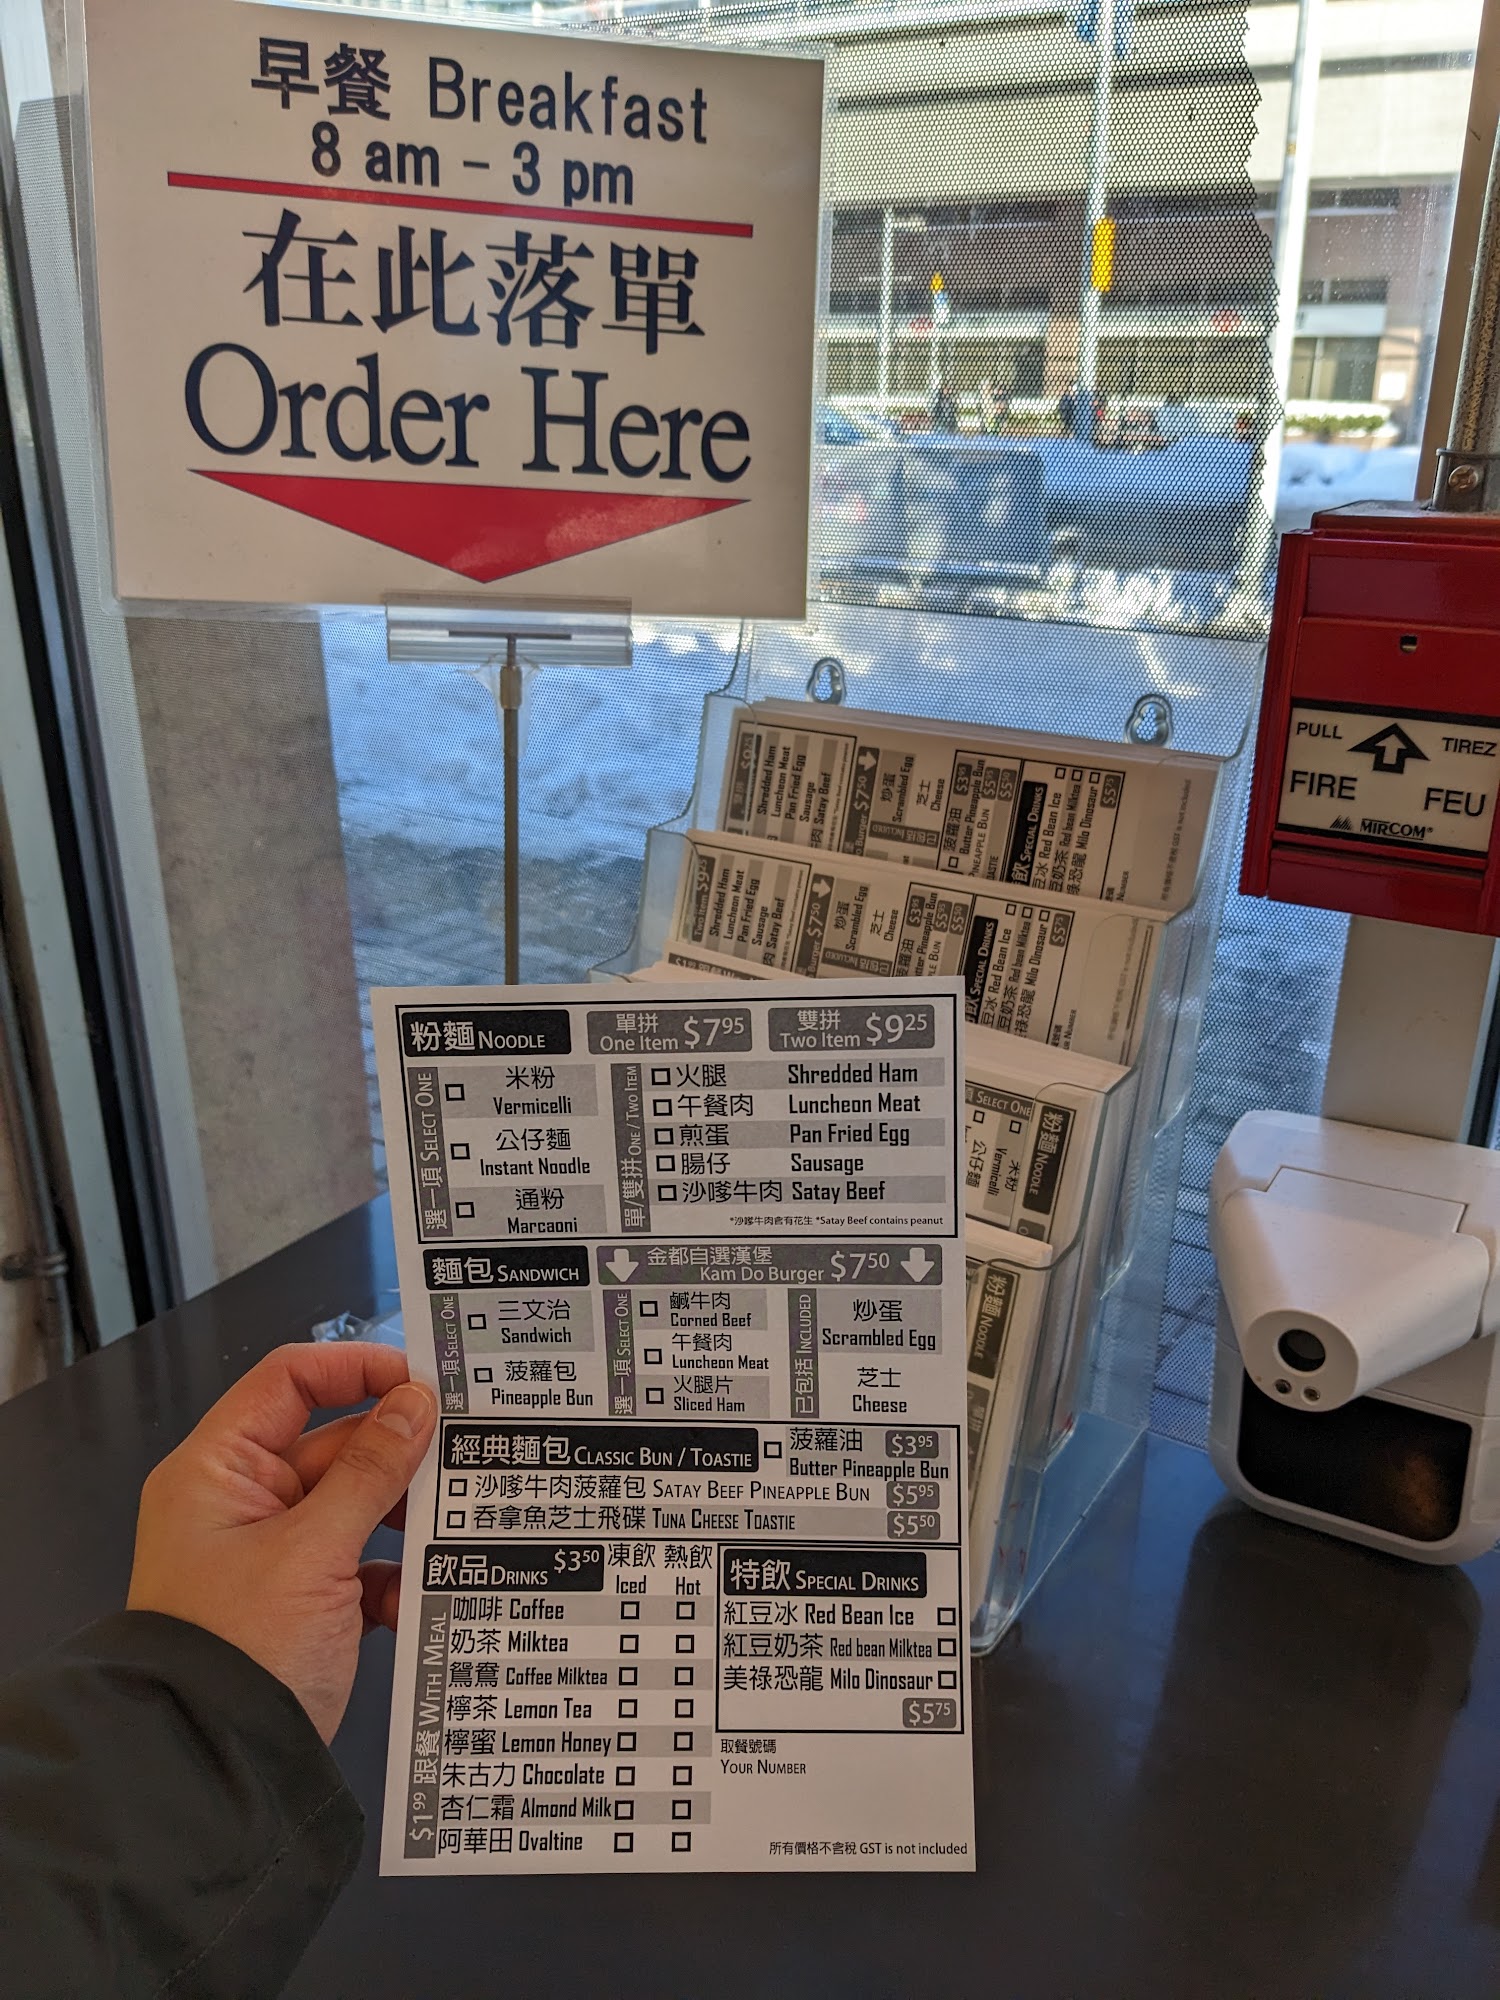 早餐 Breakfast
8 am - 3 pm
在此落單
Order Here
PULL TIREZ
FIRE FEU
MIRCOM®
粉麵 NOODLE 單拼 One Item $7.95 雙拼 Two Item $9.25
選一項 SELECT ONE
米粉 Vermicelli
公仔麵 Instant Noodle
通粉 Marcaoni
單/雙拼 ONE / TWO ITEM
火腿 Shredded Ham
午餐肉 Luncheon Meat
煎蛋 Pan Fried Egg
腸仔 Sausage
沙嗲牛肉 Satay Beef
*沙嗲牛肉含有花生 *Satay Beef contains peanut
麵包 SANDWICH 金都自選漢堡 Kam Do Burger $7.50
選一項 SELECT ONE
三文治 Sandwich
菠蘿包 Pineapple Bun
選一項 SELECT ONE
鹹牛肉 Corned Beef
午餐肉 Luncheon Meat
火腿片 Sliced Ham
已包括 INCLUDED
炒蛋 Scrambled Egg
芝士 Cheese
經典麵包 CLASSIC BUN / TOASTIE
菠蘿油 Butter Pineapple Bun $3.95
沙嗲牛肉菠蘿包 SATAY BEEF PINEAPPLE BUN $5.95
吞拿魚芝士飛碟 TUNA CHEESE TOASTIE $5.50
飲品 DRINKS $3.50 凍飲 Iced 熱飲 Hot
$1.99 跟餐 WITH MEAL
咖啡 Coffee
奶茶 Milktea
鴛鴦 Coffee Milktea
檸茶 Lemon Tea
檸蜜 Lemon Honey
朱古力 Chocolate
杏仁霜 Almond Milk
阿華田 Ovaltine
特飲 SPECIAL DRINKS
紅豆冰 Red Bean Ice
紅豆奶茶 Red bean Milktea
美祿恐龍 Milo Dinosaur
$5.75
取餐號碼
YOUR NUMBER
所有價格不含稅 GST is not included